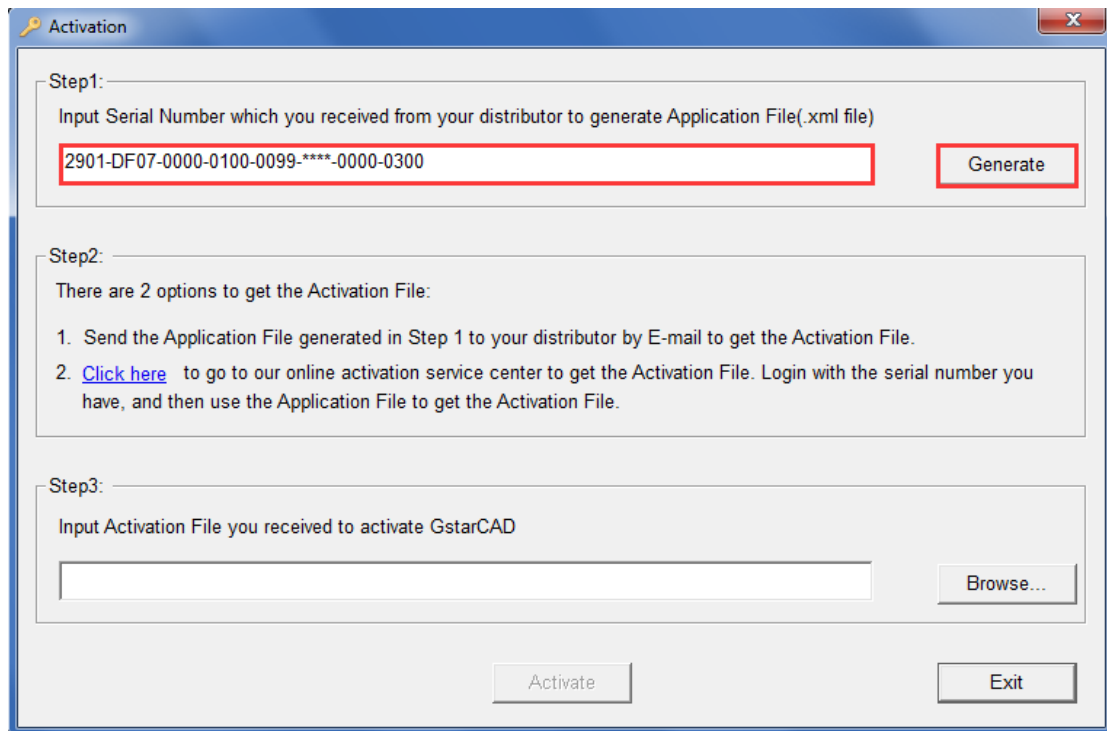 Activation
Step1:
Input Serial Number which you received from your distributor to generate Application File(.xml file)
2901-DF07-0000-0100-0099-****-0000-0300
Generate
Step2:
There are 2 options to get the Activation File:
1. Send the Application File generated in Step 1 to your distributor by E-mail to get the Activation File.
2. Click here to go to our online activation service center to get the Activation File. Login with the serial number you
have, and then use the Application File to get the Activation File.
Step3:
Input Activation File you received to activate GstarCAD
Browse...
Activate
Exit